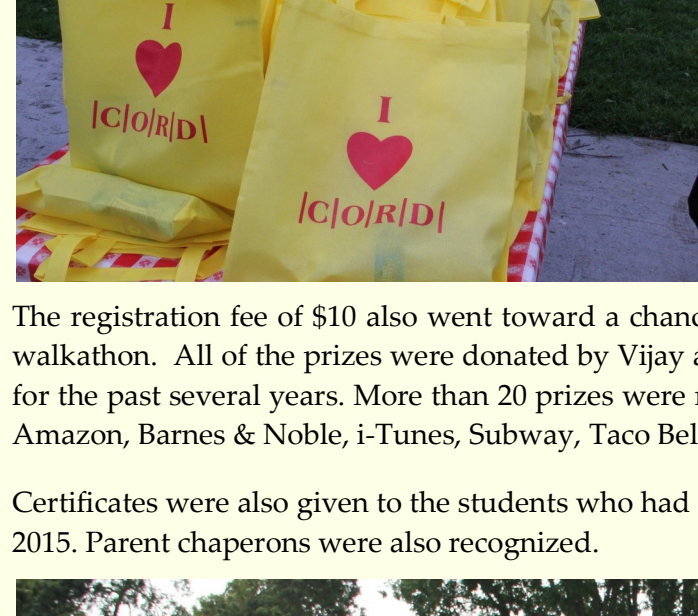 I
|C|O|R|D|
I
|C|O|R|D|
The registration fee of $10 also went toward a
walkathon. All of the prizes were donated by Vijay
for the past several years. More than 20 prizes were
Amazon, Barnes & Noble, i-Tunes, Subway, Taco
Certificates were also given to the students who had
2015. Parent chaperons were also recognized.